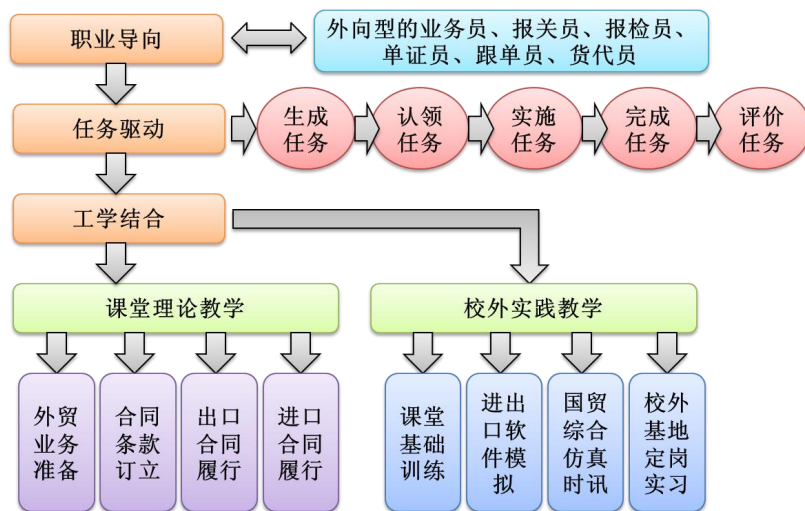 职业导向
外向型的业务员、报关员、报检员、
单证员、跟单员、货代员
任务驱动
生成
任务
认领
任务
实施
任务
完成
任务
评价
任务
工学结合
课堂理论教学
校外实践教学
外贸
业务
准备
合同
条款
订立
出口
合同
履行
进口
合同
履行
课堂
基础
训练
进出
口软
件模
拟
国贸
综合
仿真
时讯
校外
基地
定岗
实习